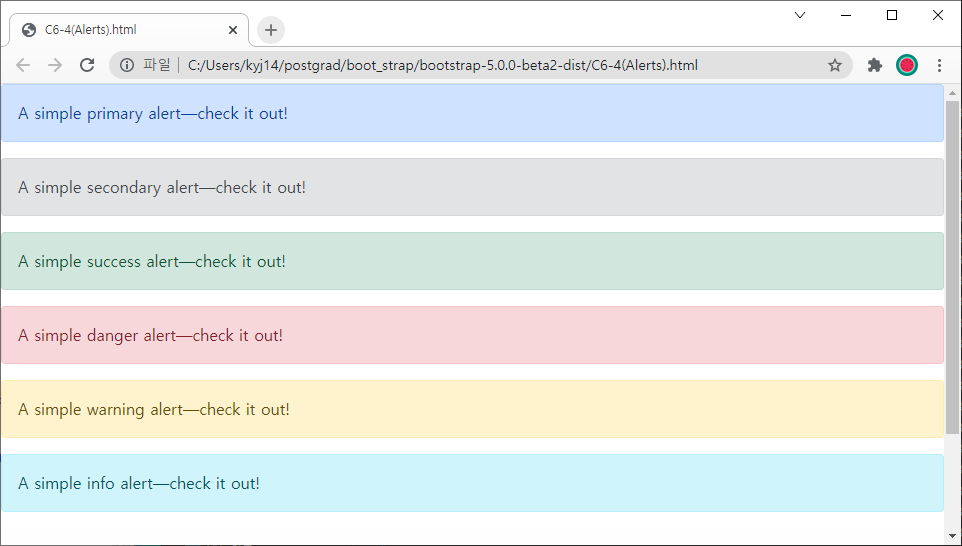 C6-4(Alerts).html
파일 C:/Users/kyj14/postgrad/boot_strap/bootstrap-5.0.0-beta2-dist/C6-4(Alerts).html
A simple primary alert—check it out!
A simple secondary alert—check it out!
A simple success alert—check it out!
A simple danger alert—check it out!
A simple warning alert—check it out!
A simple info alert—check it out!